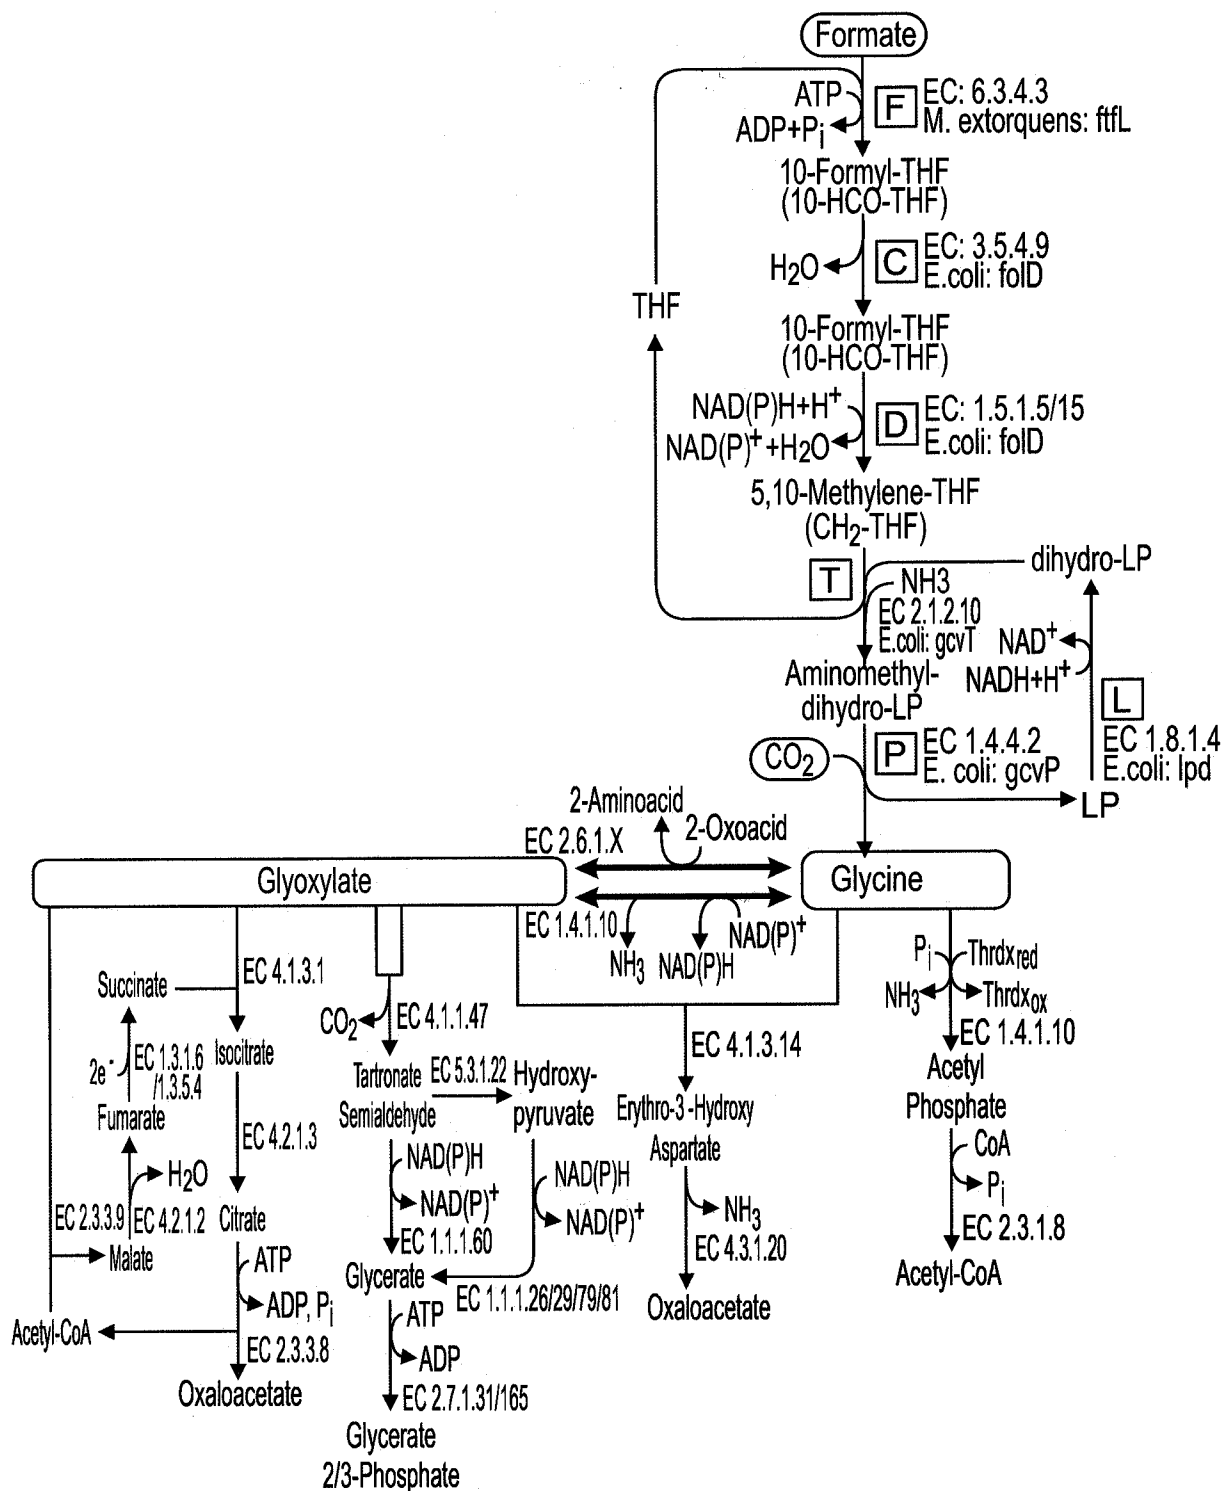 Formate
ATP
ADP+Pi
F
EC: 6.3.4.3
M. extorquens: ftfL
10-Formyl-THF
(10-HCO-THF)
H2O
C
EC: 3.5.4.9
E.coli: folD
THF
10-Formyl-THF
(10-HCO-THF)
NAD(P)H+H+
NAD(P)+ +H2O
D
EC: 1.5.1.5/15
E.coli: folD
5,10-Methylene-THF
(CH2-THF)
T
dihydro-LP
NH3
EC 2.1.2.10
E.coli: gcvT
NAD+
NADH+H+
Aminomethyl-
dihydro-LP
L
EC 1.8.1.4
E.coli: lpd
CO2
P
EC 1.4.4.2
E. coli: gcvP
LP
2-Aminoacid
2-Oxoacid
EC 2.6.1.X
Glyoxylate
Glycine
EC 1.4.1.10
NH3
NAD(P)H
NAD(P)+
Pi
Thrdxred
NH3
Thrdxox
EC 1.4.1.10
Acetyl
Phosphate
CoA
Pi
EC 2.3.1.8
Acetyl-CoA
Succinate
EC 4.1.3.1
2e-
EC 1.3.1.6
/1.3.5.4
Isocitrate
Fumarate
EC 4.2.1.3
H2O
EC 2.3.3.9
EC 4.2.1.2
Citrate
Malate
ATP
ADP, Pi
Acetyl-CoA
EC 2.3.3.8
Oxaloacetate
CO2
EC 4.1.1.47
Tartronate
Semialdehyde
EC 5.3.1.22
Hydroxy-
pyruvate
NAD(P)H
NAD(P)+
EC 1.1.1.60
NAD(P)H
NAD(P)+
Glycerate
EC 1.1.1.26/29/79/81
ATP
ADP
EC 2.7.1.31/165
Glycerate
2/3-Phosphate
EC 4.1.3.14
Erythro-3-Hydroxy
Aspartate
NH3
EC 4.3.1.20
Oxaloacetate